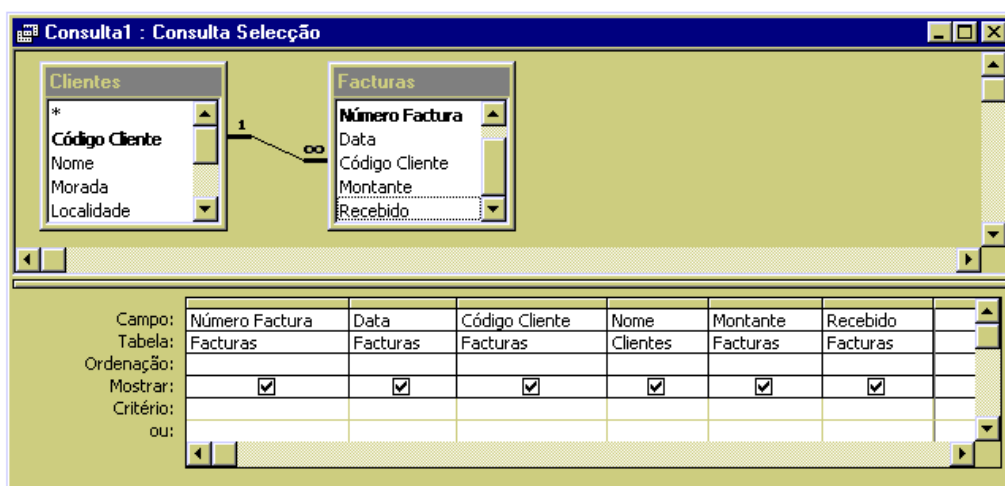 Consulta1 : Consulta Selecção
Clientes
*
Código Cliente
Nome
Morada
Localidade
1
∞
Facturas
Número Factura
Data
Código Cliente
Montante
Recebido
Campo: Número Factura Data Código Cliente Nome Montante Recebido
Tabela: Facturas Facturas Facturas Clientes Facturas Facturas
Ordenação:
Mostrar:
Critério:
ou: